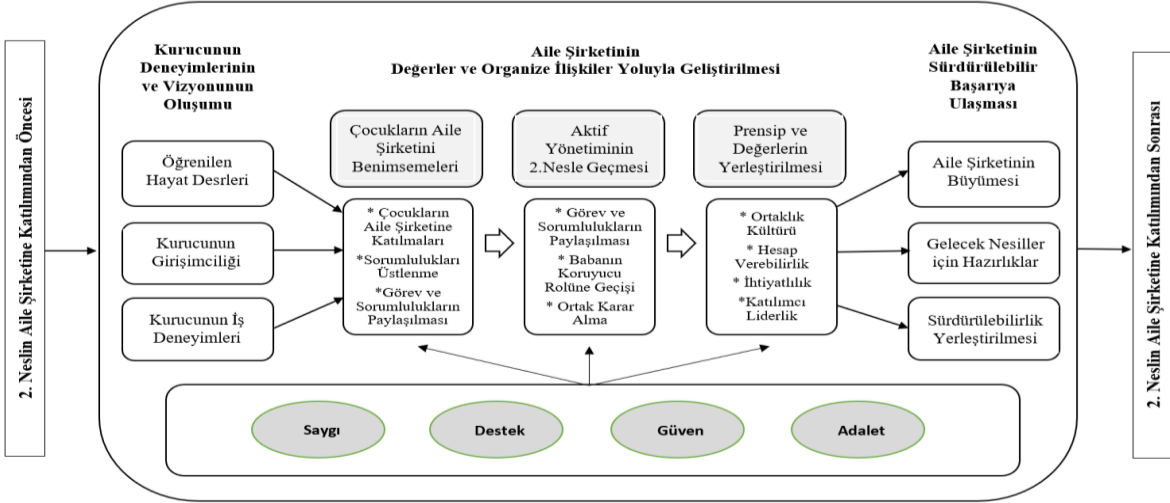 2. Neslin Aile Şirketine Katılımından Öncesi
Kurucunun
Deneyimlerinin
ve Vizyonunun
Oluşumu
Öğrenilen
Hayat Desrleri
Kurucunun
Girişimciliği
Kurucunun İş
Deneyimleri
Aile Şirketinin
Değerler ve Organize İlişkiler Yoluyla Geliştirilmesi
Çocukların Aile
Şirketini
Benimsemeleri
* Çocukların
Aile Şirketine
Katılmaları
*Sorumlulukları
Üstlenme
*Görev ve
Sorumlulukların
Paylaşılması
Aktif
Yönetiminin
2.Nesle Geçmesi
* Görev ve
Sorumlulukların
Paylaşılması
* Babanın
Koruyucu
Rolüne Geçişi
* Ortak Karar
Alma
Prensip ve
Değerlerin
Yerleştirilmesi
* Ortaklık
Kültürü
* Hesap
Verebilirlik
* İhtiyatlılık
*Katılımcı
Liderlik
Aile Şirketinin
Sürdürülebilir
Başarıya
Ulaşması
Aile Şirketinin
Büyümesi
Gelecek Nesiller
için Hazırlıklar
Sürdürülebilirlik
Yerleştirilmesi
Saygı
Destek
Güven
Adalet
2. Neslin Aile Şirketine Katılımından Sonrası